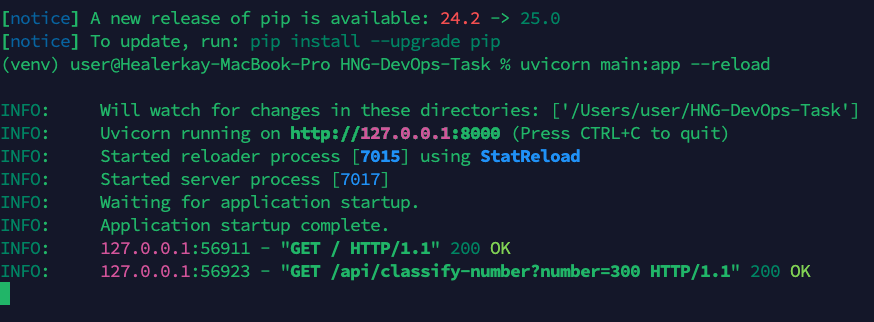 [notice] A new release of pip is available: 24.2 -> 25.0
[notice] To update, run: pip install --upgrade pip
(venv) user@Healerkay-MacBook-Pro HNG-DevOps-Task % uvicorn main:app --reload
INFO: Will watch for changes in these directories: ['/Users/user/HNG-DevOps-Task']
INFO: Uvicorn running on http://127.0.0.1:8000 (Press CTRL+C to quit)
INFO: Started reloader process [7015] using StatReload
INFO: Started server process [7017]
INFO: Waiting for application startup.
INFO: Application startup complete.
INFO: 127.0.0.1:56911 - "GET / HTTP/1.1" 200 OK
INFO: 127.0.0.1:56923 - "GET /api/classify-number?number=300 HTTP/1.1" 200 OK